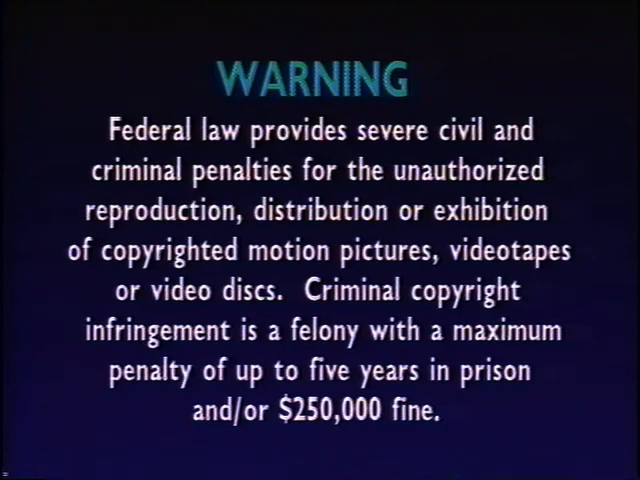 WARNING
Federal law provides severe civil and
criminal penalties for the unauthorized
reproduction, distribution or exhibition
of copyrighted motion pictures, videotapes
or video discs.  Criminal copyright
infringement is a felony with a maximum
penalty of up to five years in prison
and/or $250,000 fine.